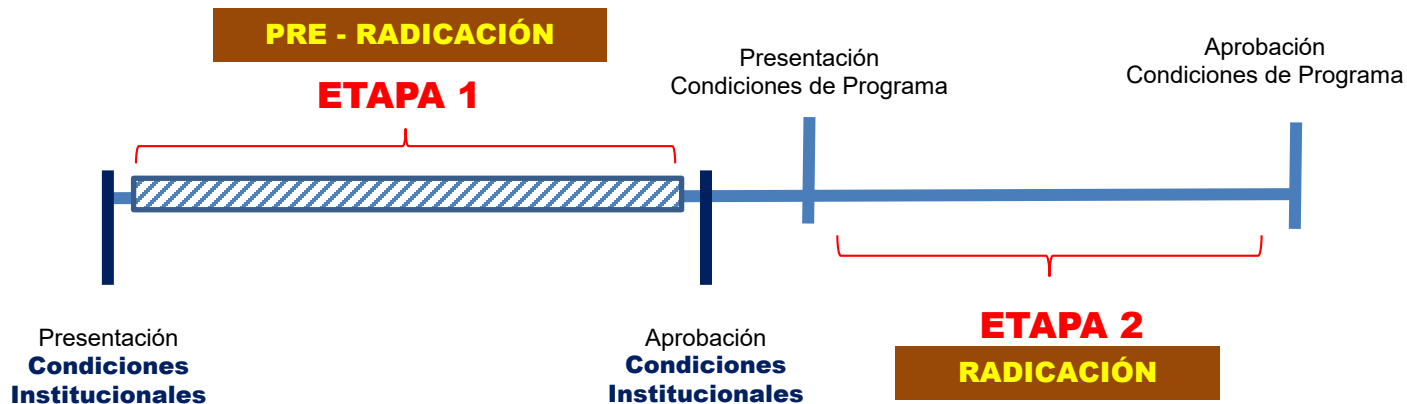 PRE - RADICACIÓN
ETAPA 1
Presentación
Condiciones de Programa
Aprobación
Condiciones de Programa
Presentación
Condiciones
Institucionales
Aprobación
Condiciones
Institucionales
ETAPA 2
RADICACIÓN